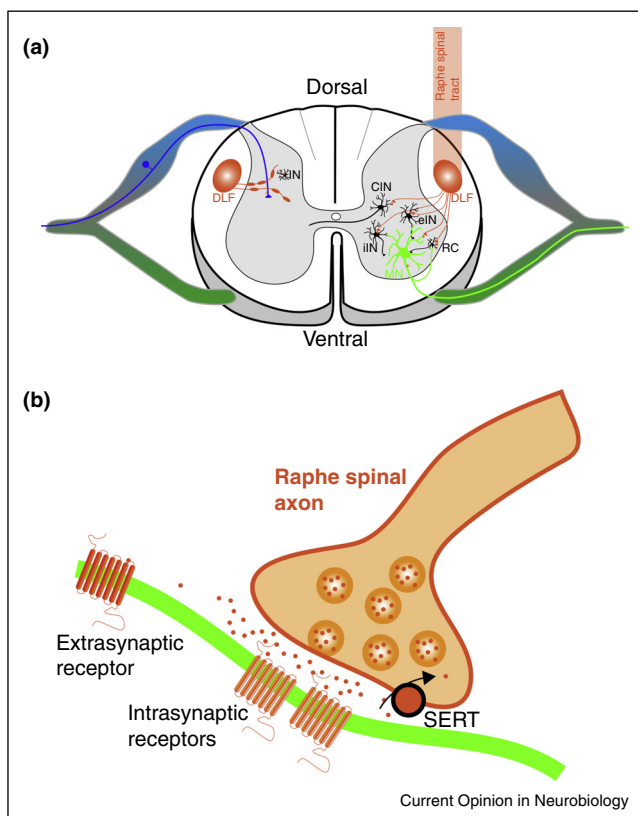 (a)
Raphe spinal
tract
Dorsal
IN
DLF
CIN
eIN
DLF
iIN
RC
MN
Ventral
(b)
Raphe spinal
axon
Extrasynaptic
receptor
Intrasynaptic
receptors
SERT
Current Opinion in Neurobiology